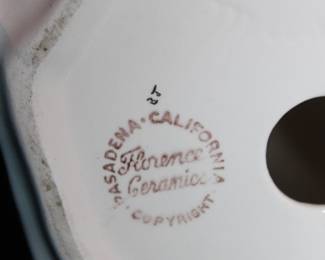 PASADENA · CALIFORNIA
Florence
Ceramics
· COPYRIGHT ·